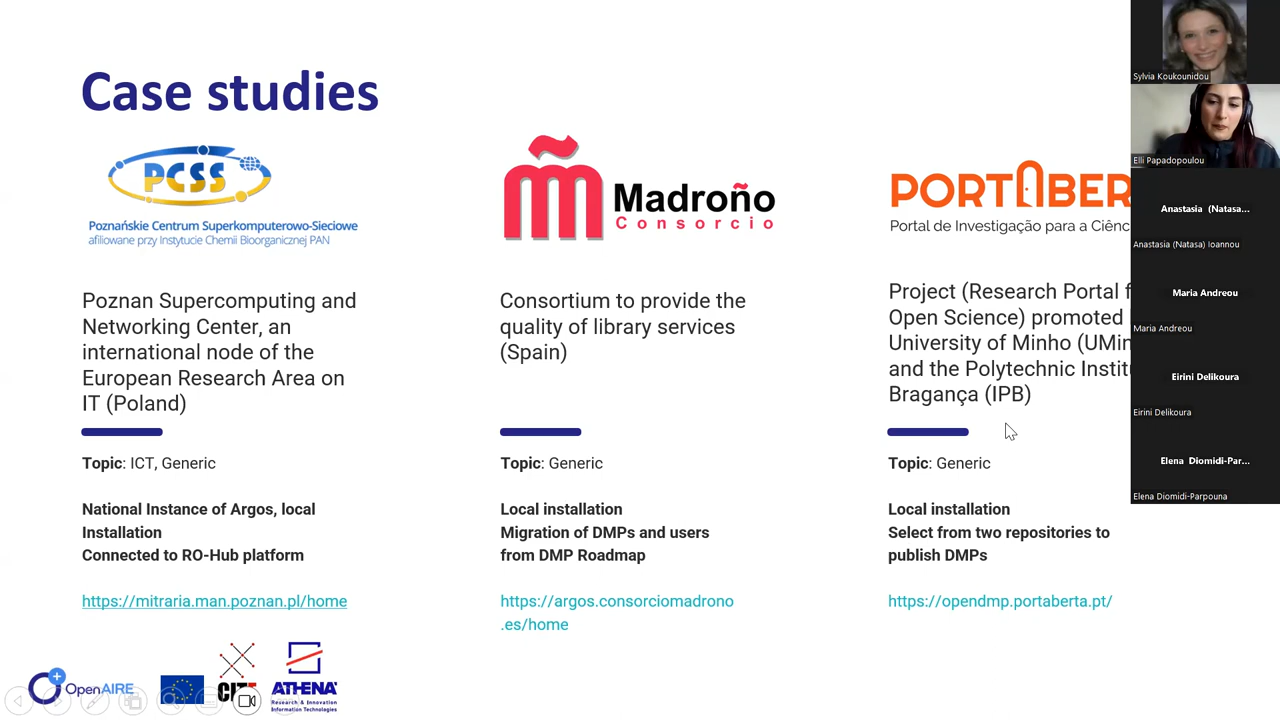 Case studies
PCSS
Poznańskie Centrum Superkomputerowo-Sieciowe
afiliowane przy Instytucie Chemii Bioorganicznej PAN
Poznan Supercomputing and
Networking Center, an
international node of the
European Research Area on
IT (Poland)
Topic: ICT, Generic
National Instance of Argos, local
Installation
Connected to RO-Hub platform
https://mitraria.man.poznan.pl/home
Madroño
Consorcio
Consortium to provide the
quality of library services
(Spain)
Topic: Generic
Local installation
Migration of DMPs and users
from DMP Roadmap
https://argos.consorciomadrono
.es/home
PORTABER
Portal de Investigação para a Ciênc
Project (Research Portal f
Open Science) promoted
University of Minho (UMin
and the Polytechnic Institu
Bragança (IPB)
Topic: Generic
Local installation
Select from two repositories to
publish DMPs
https://opendmp.portaberta.pt/
OpenAIRE
ATHENA
Research & Innovation
Information Technologies
Sylvia Koukounidou
Elli Papadopoulou
Anastasia (Natasa...
Anastasia (Natasa) Ioannou
Maria Andreou
Maria Andreou
Eirini Delikoura
Eirini Delikoura
Elena Diomidi-Par...
Elena Diomidi-Parpouna